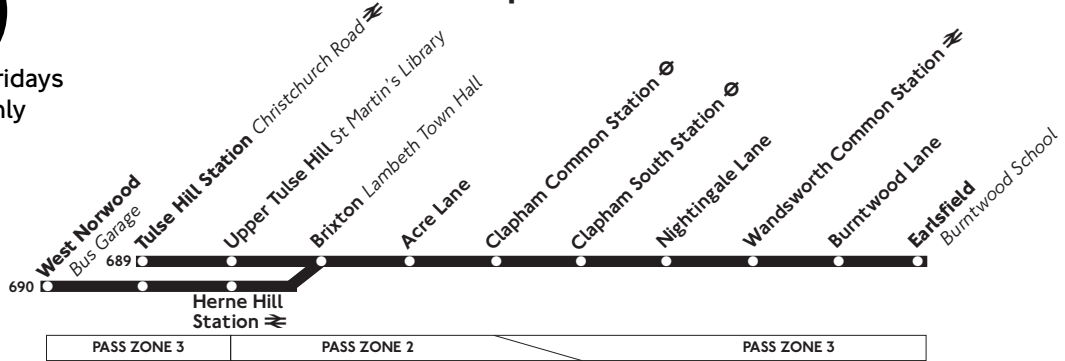 West Norwood
Bus Garage
Tulse Hill Station Christchurch Road
Upper Tulse Hill St Martin's Library
Brixton Lambeth Town Hall
Acre Lane
Clapham Common Station
Clapham South Station
Nightingale Lane
Wandsworth Common Station
Burntwood Lane
Earlsfield
Burntwood School
689
690
Herne Hill
Station
PASS ZONE 3
PASS ZONE 2
PASS ZONE 3